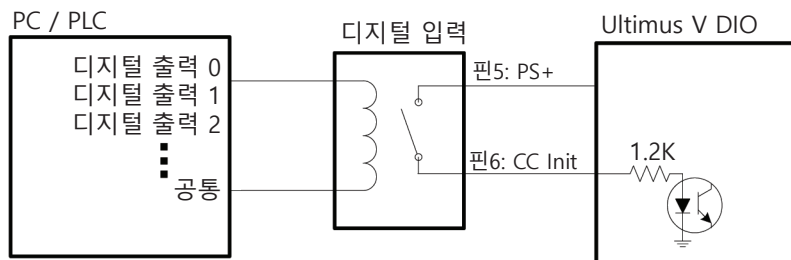 PC / PLC
디지털 출력 0
디지털 출력 1
디지털 출력 2
공통
디지털 입력
핀5: PS+
핀6: CC Init
Ultimus V DIO
1.2K